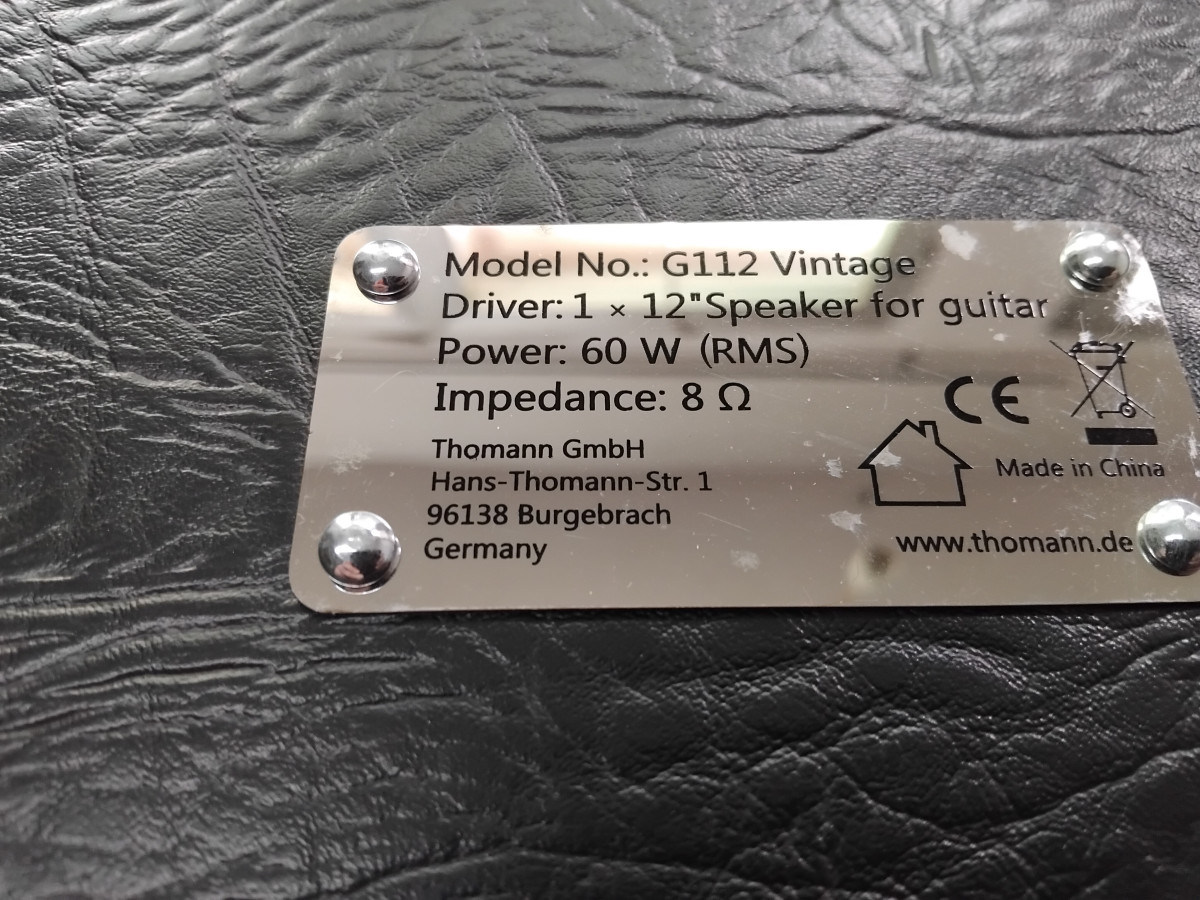 Model No.: G112 Vintage
Driver: 1 × 12"Speaker for guitar
Power: 60 W (RMS)
Impedance: 8 Ω
Thomann GmbH
Hans-Thomann-Str. 1
96138 Burgebrach
Germany
CE
Made in China
www.thomann.de